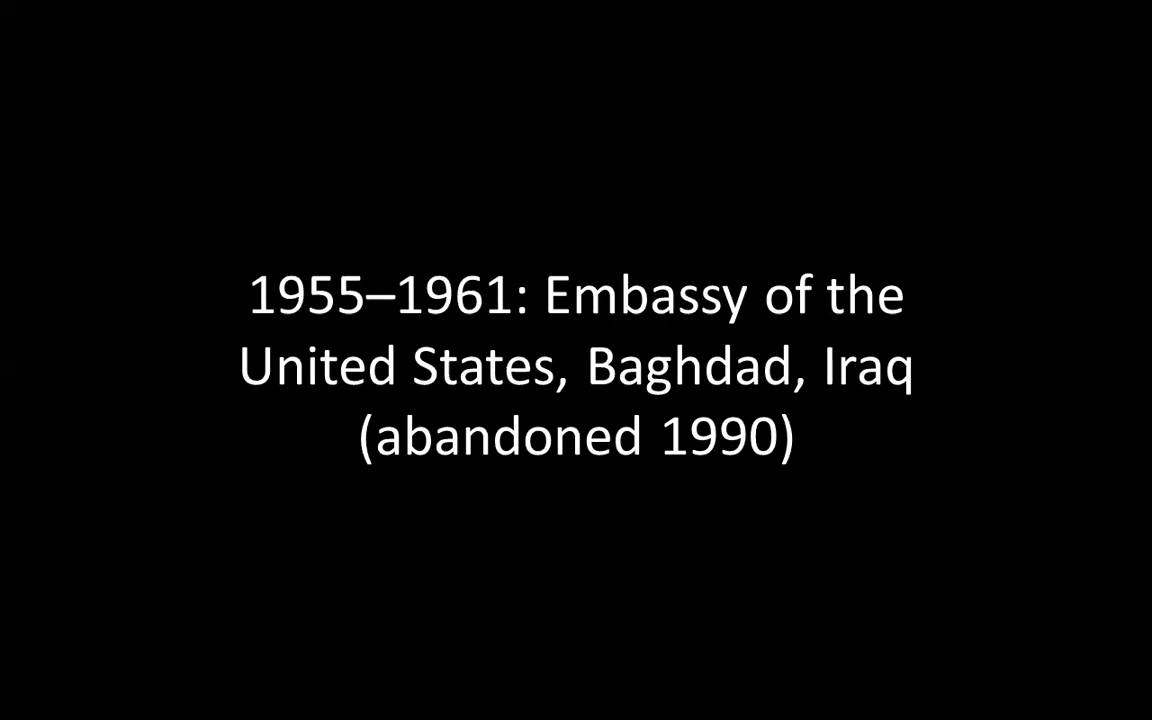 1955–1961: Embassy of the
United States, Baghdad, Iraq
(abandoned 1990)